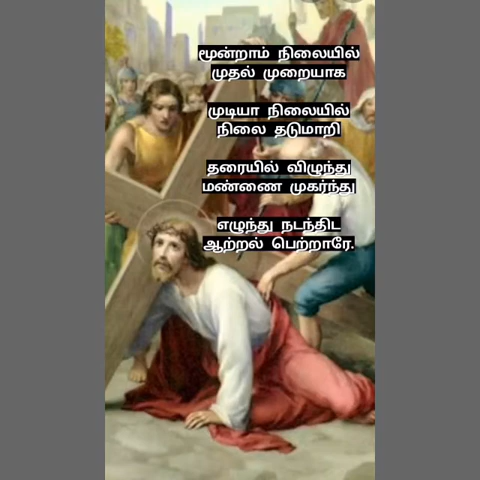 மூன்றாம் நிலையில்
முதல் முறையாக
முடியா நிலையில்
நிலை தடுமாறி
தரையில் விழுந்து
மண்ணை முகர்ந்து
எழுந்து நடந்திட
ஆற்றல் பெற்றாரே.